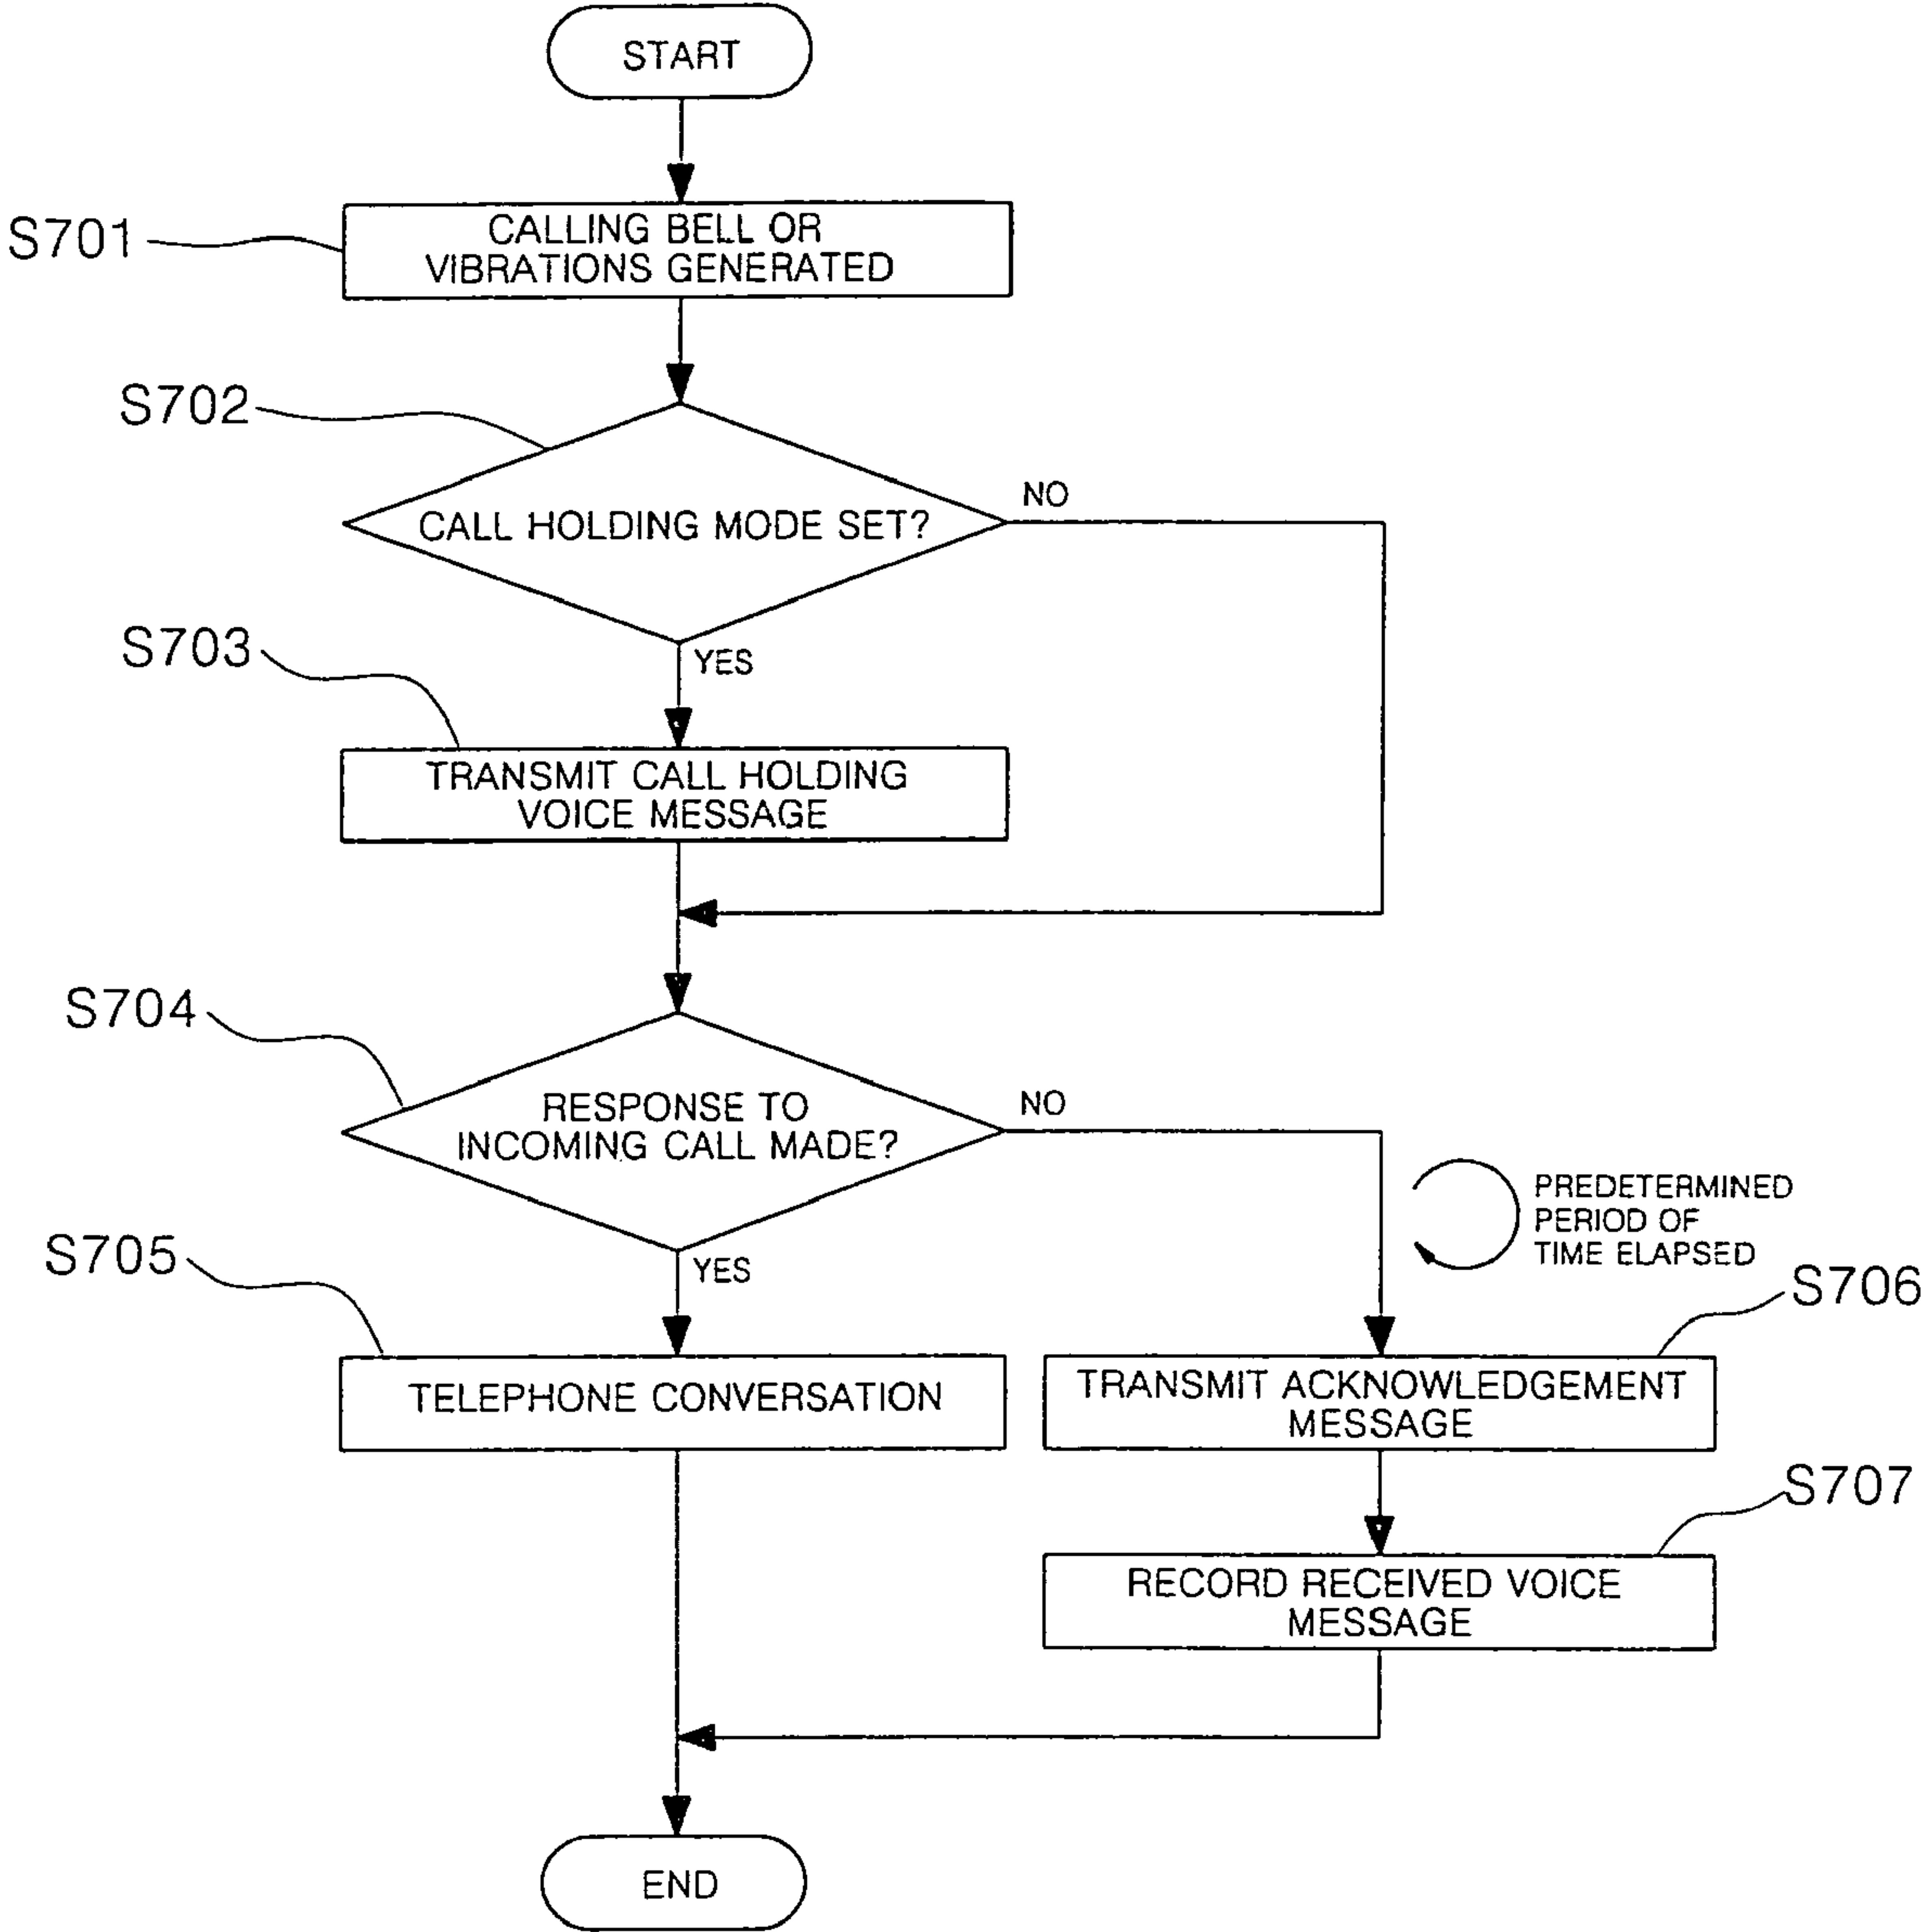 START
S701
CALLING BELL OR
VIBRATIONS GENERATED
S702
CALL HOLDING MODE SET?
NO
YES
S703
TRANSMIT CALL HOLDING
VOICE MESSAGE
S704
RESPONSE TO
INCOMING CALL MADE?
NO
YES
PREDETERMINED
PERIOD OF
TIME ELAPSED
S705
TELEPHONE CONVERSATION
S706
TRANSMIT ACKNOWLEDGEMENT
MESSAGE
S707
RECORD RECEIVED VOICE
MESSAGE
END